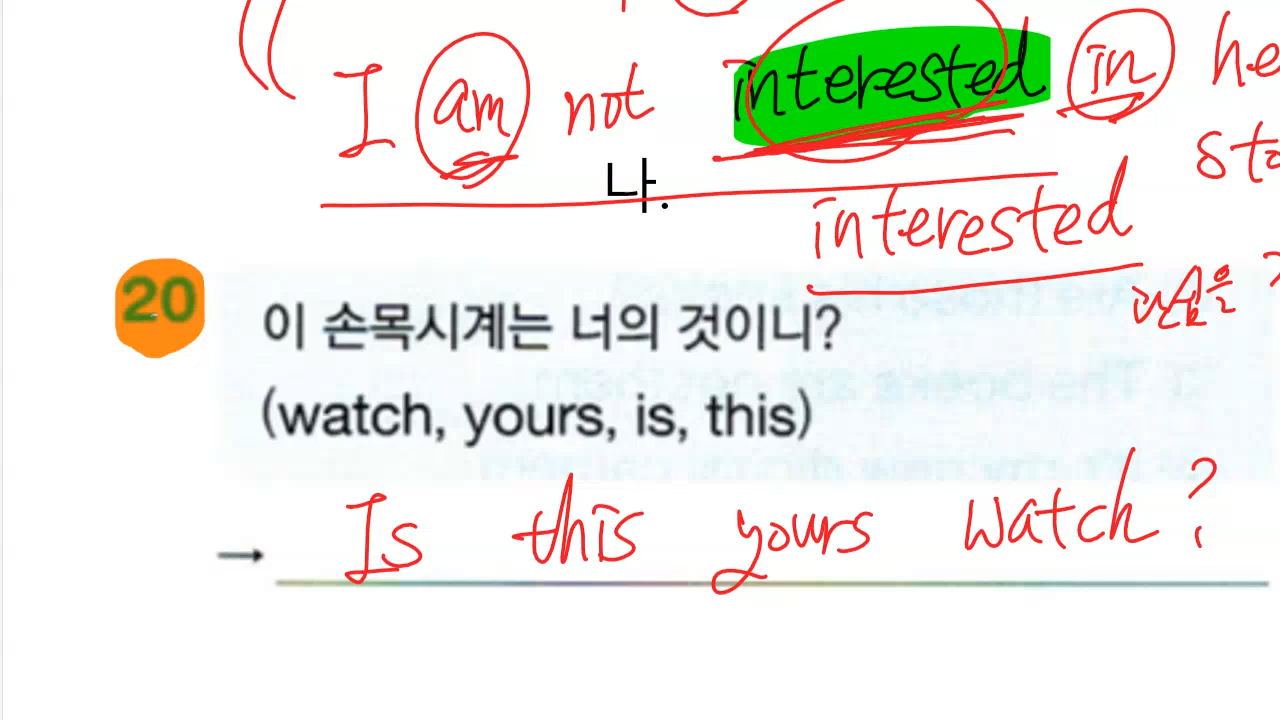 I am not interested in he
나.
sto
interested
20
이 손목시계는 너의 것이니?
(watch, yours, is, this)
→ Is this yours watch?